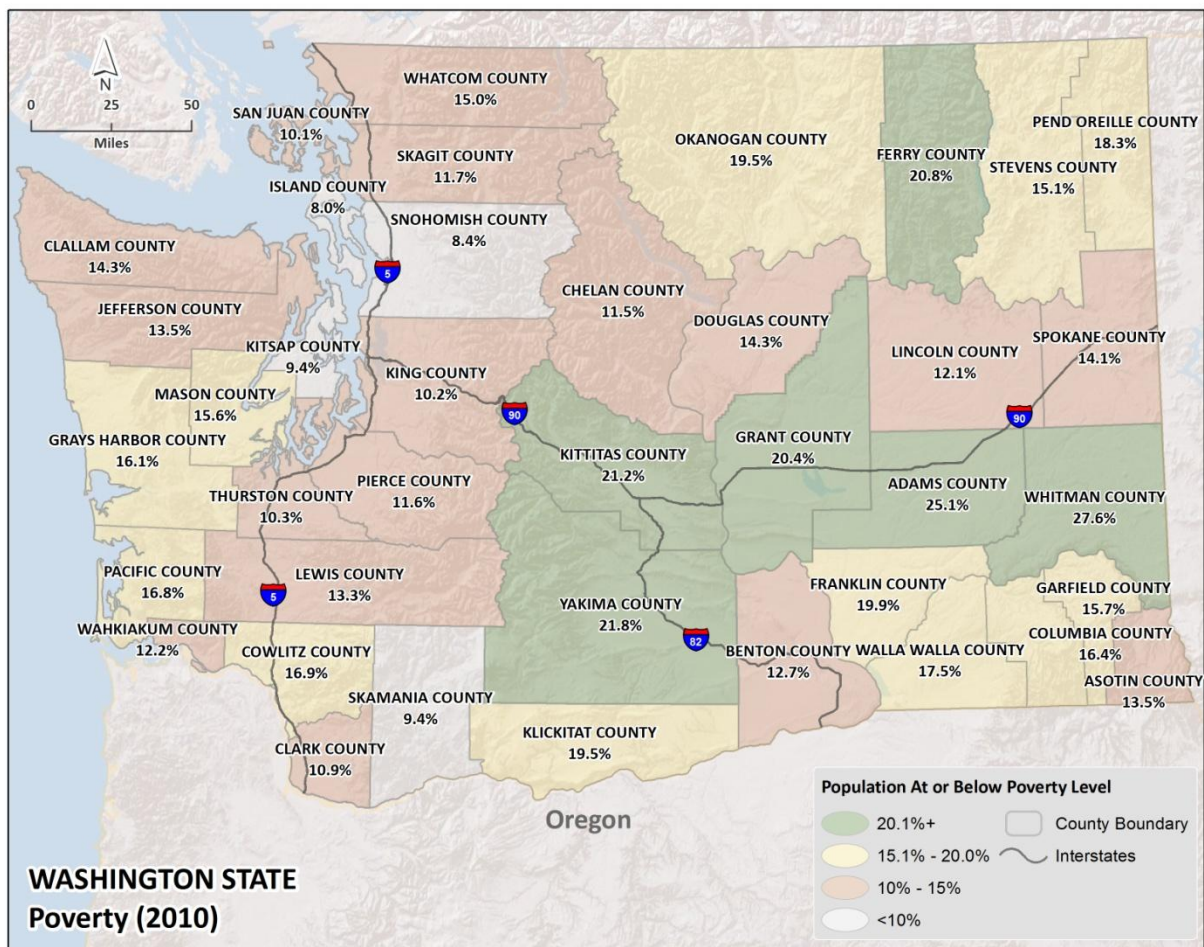 N
0 25 50
Miles
WHATCOM COUNTY
15.0%
SAN JUAN COUNTY
10.1%
SKAGIT COUNTY
11.7%
ISLAND COUNTY
8.0%
SNOHOMISH COUNTY
8.4%
OKANOGAN COUNTY
19.5%
FERRY COUNTY
20.8%
PEND OREILLE COUNTY
18.3%
STEVENS COUNTY
15.1%
CLALLAM COUNTY
14.3%
5
JEFFERSON COUNTY
13.5%
CHELAN COUNTY
11.5%
DOUGLAS COUNTY
14.3%
LINCOLN COUNTY
12.1%
SPOKANE COUNTY
14.1%
KITSAP COUNTY
9.4%
KING COUNTY
10.2%
MASON COUNTY
15.6%
90
90
GRAYS HARBOR COUNTY
16.1%
KITTITAS COUNTY
21.2%
GRANT COUNTY
20.4%
THURSTON COUNTY
10.3%
PIERCE COUNTY
11.6%
ADAMS COUNTY
25.1%
WHITMAN COUNTY
27.6%
PACIFIC COUNTY
16.8%
5
LEWIS COUNTY
13.3%
YAKIMA COUNTY
21.8%
82
FRANKLIN COUNTY
19.9%
GARFIELD COUNTY
15.7%
WAHKIAKUM COUNTY
12.2%
COWLITZ COUNTY
16.9%
BENTON COUNTY
12.7%
WALLA WALLA COUNTY
17.5%
COLUMBIA COUNTY
16.4%
ASOTIN COUNTY
13.5%
SKAMANIA COUNTY
9.4%
CLARK COUNTY
10.9%
KLICKITAT COUNTY
19.5%
Oregon
Population At or Below Poverty Level
20.1%+
15.1% - 20.0%
10% - 15%
<10%
County Boundary
Interstates
WASHINGTON STATE
Poverty (2010)